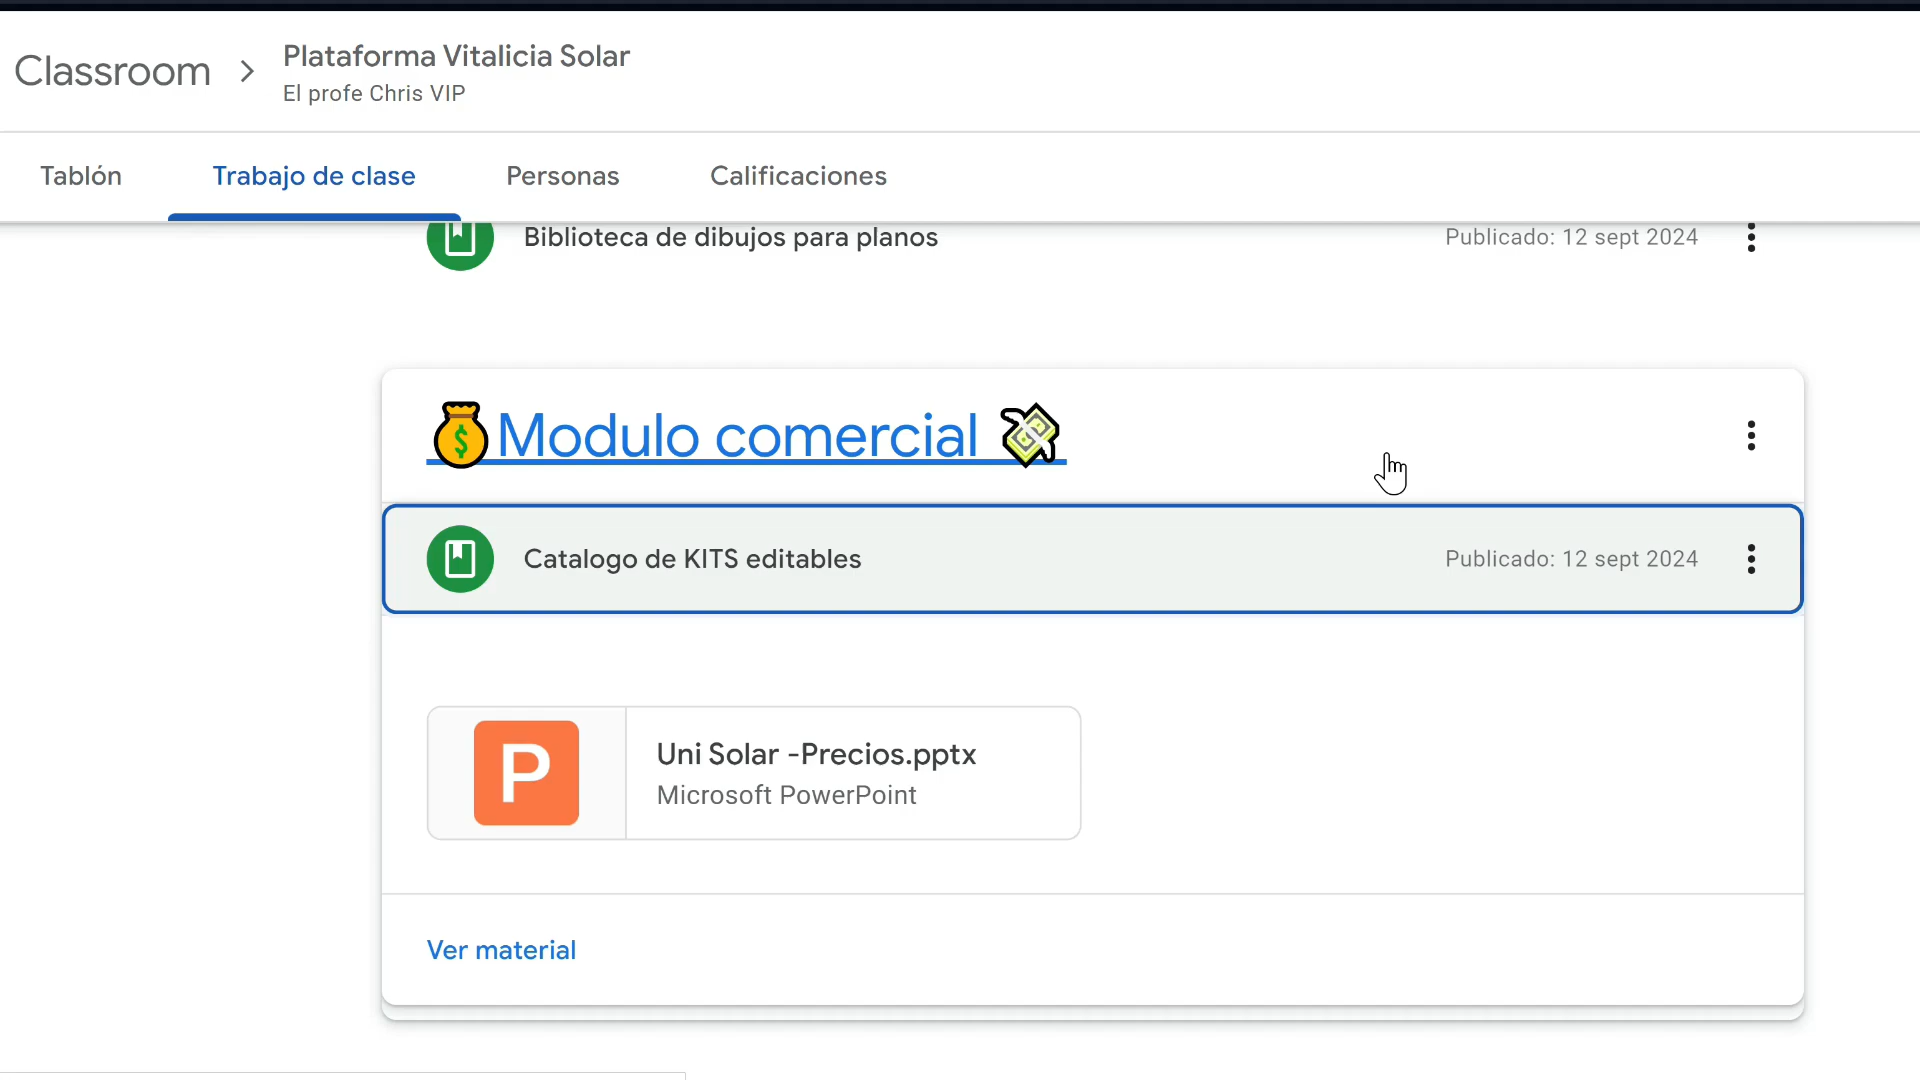 Classroom
Plataforma Vitalicia Solar
El profe Chris VIP
Tablón
Trabajo de clase
Personas
Calificaciones
Biblioteca de dibujos para planos
Publicado: 12 sept 2024
Modulo comercial
Catalogo de KITS editables
Publicado: 12 sept 2024
P
Uni Solar -Precios.pptx
Microsoft PowerPoint
Ver material